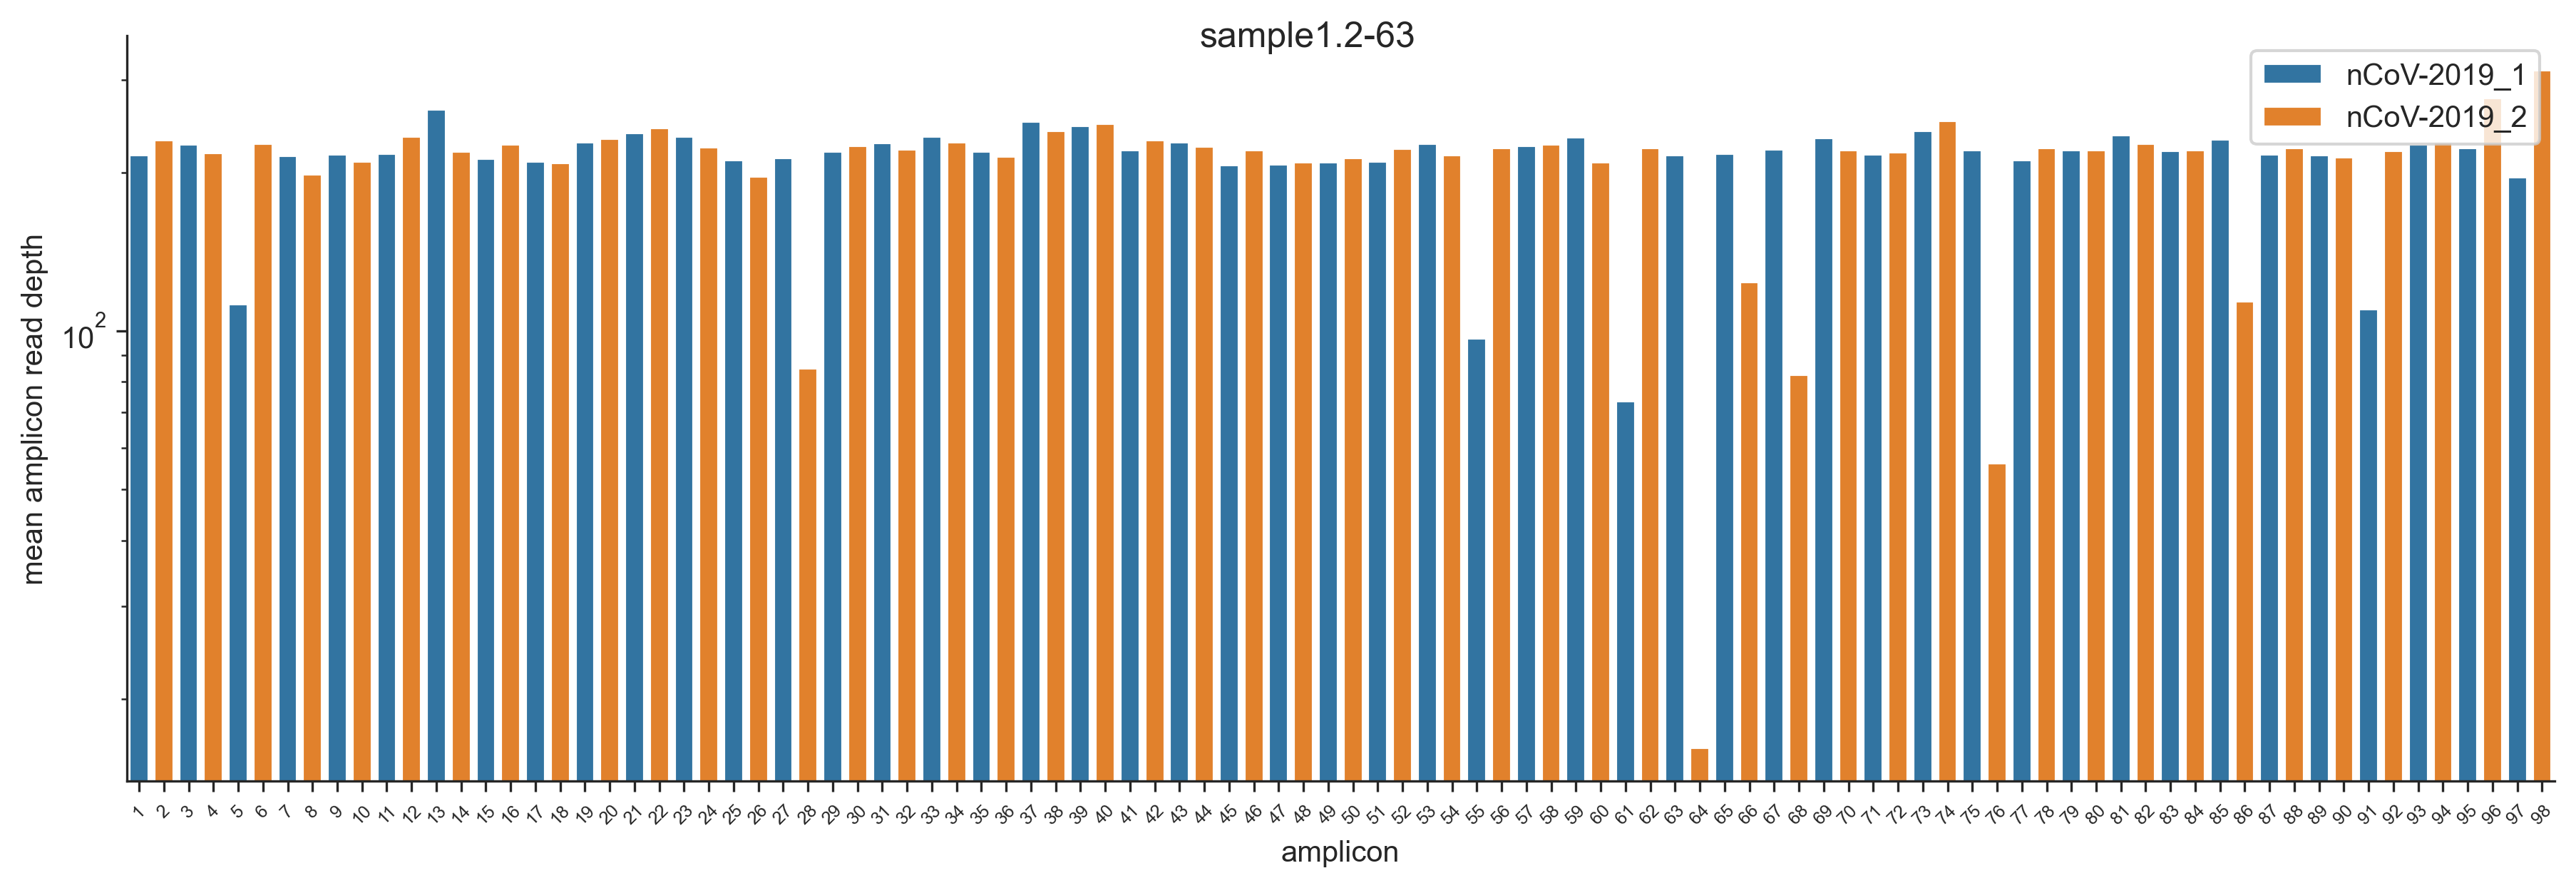 sample1.2-63
nCoV-2019_1
nCoV-2019_2
mean amplicon read depth
10²
1 2 3 4 5 6 7 8 9 10 11 12 13 14 15 16 17 18 19 20 21 22 23 24 25 26 27 28 29 30 31 32 33 34 35 36 37 38 39 40 41 42 43 44 45 46 47 48 49 50 51 52 53 54 55 56 57 58 59 60 61 62 63 64 65 66 67 68 69 70 71 72 73 74 75 76 77 78 79 80 81 82 83 84 85 86 87 88 89 90 91 92 93 94 95 96 97 98
amplicon